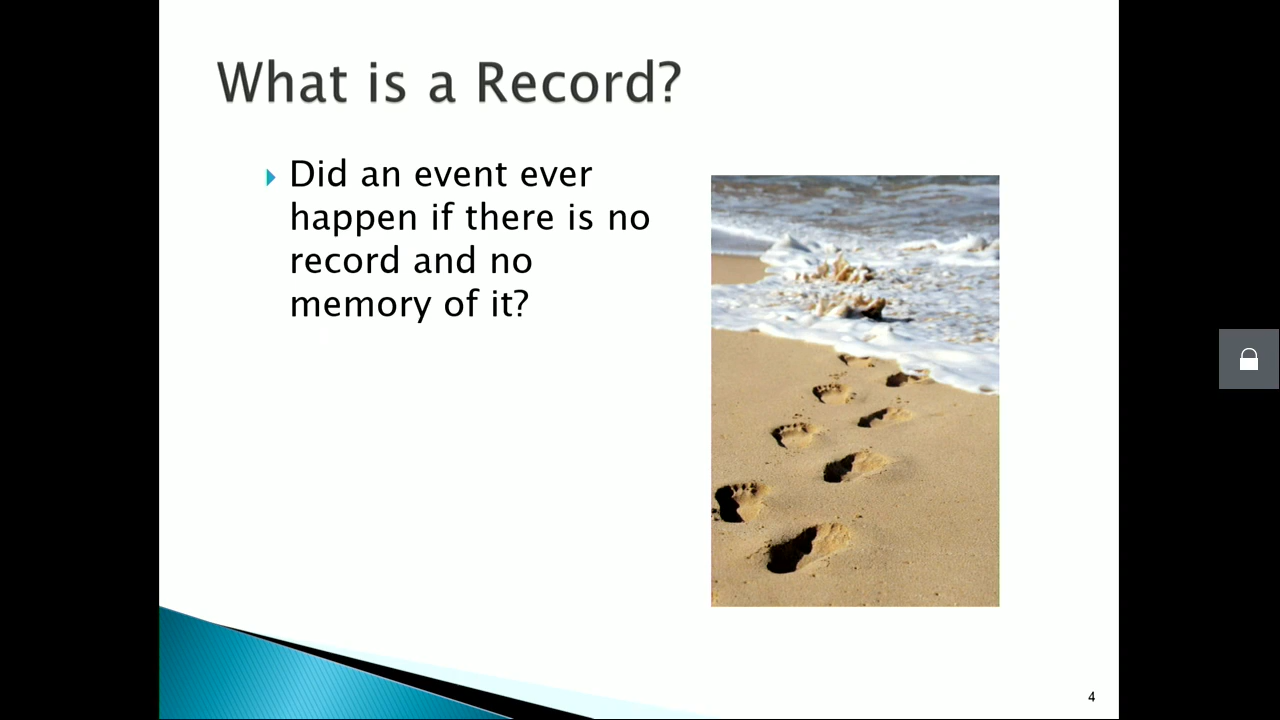 What is a Record?
Did an event ever
happen if there is no
record and no
memory of it?
4